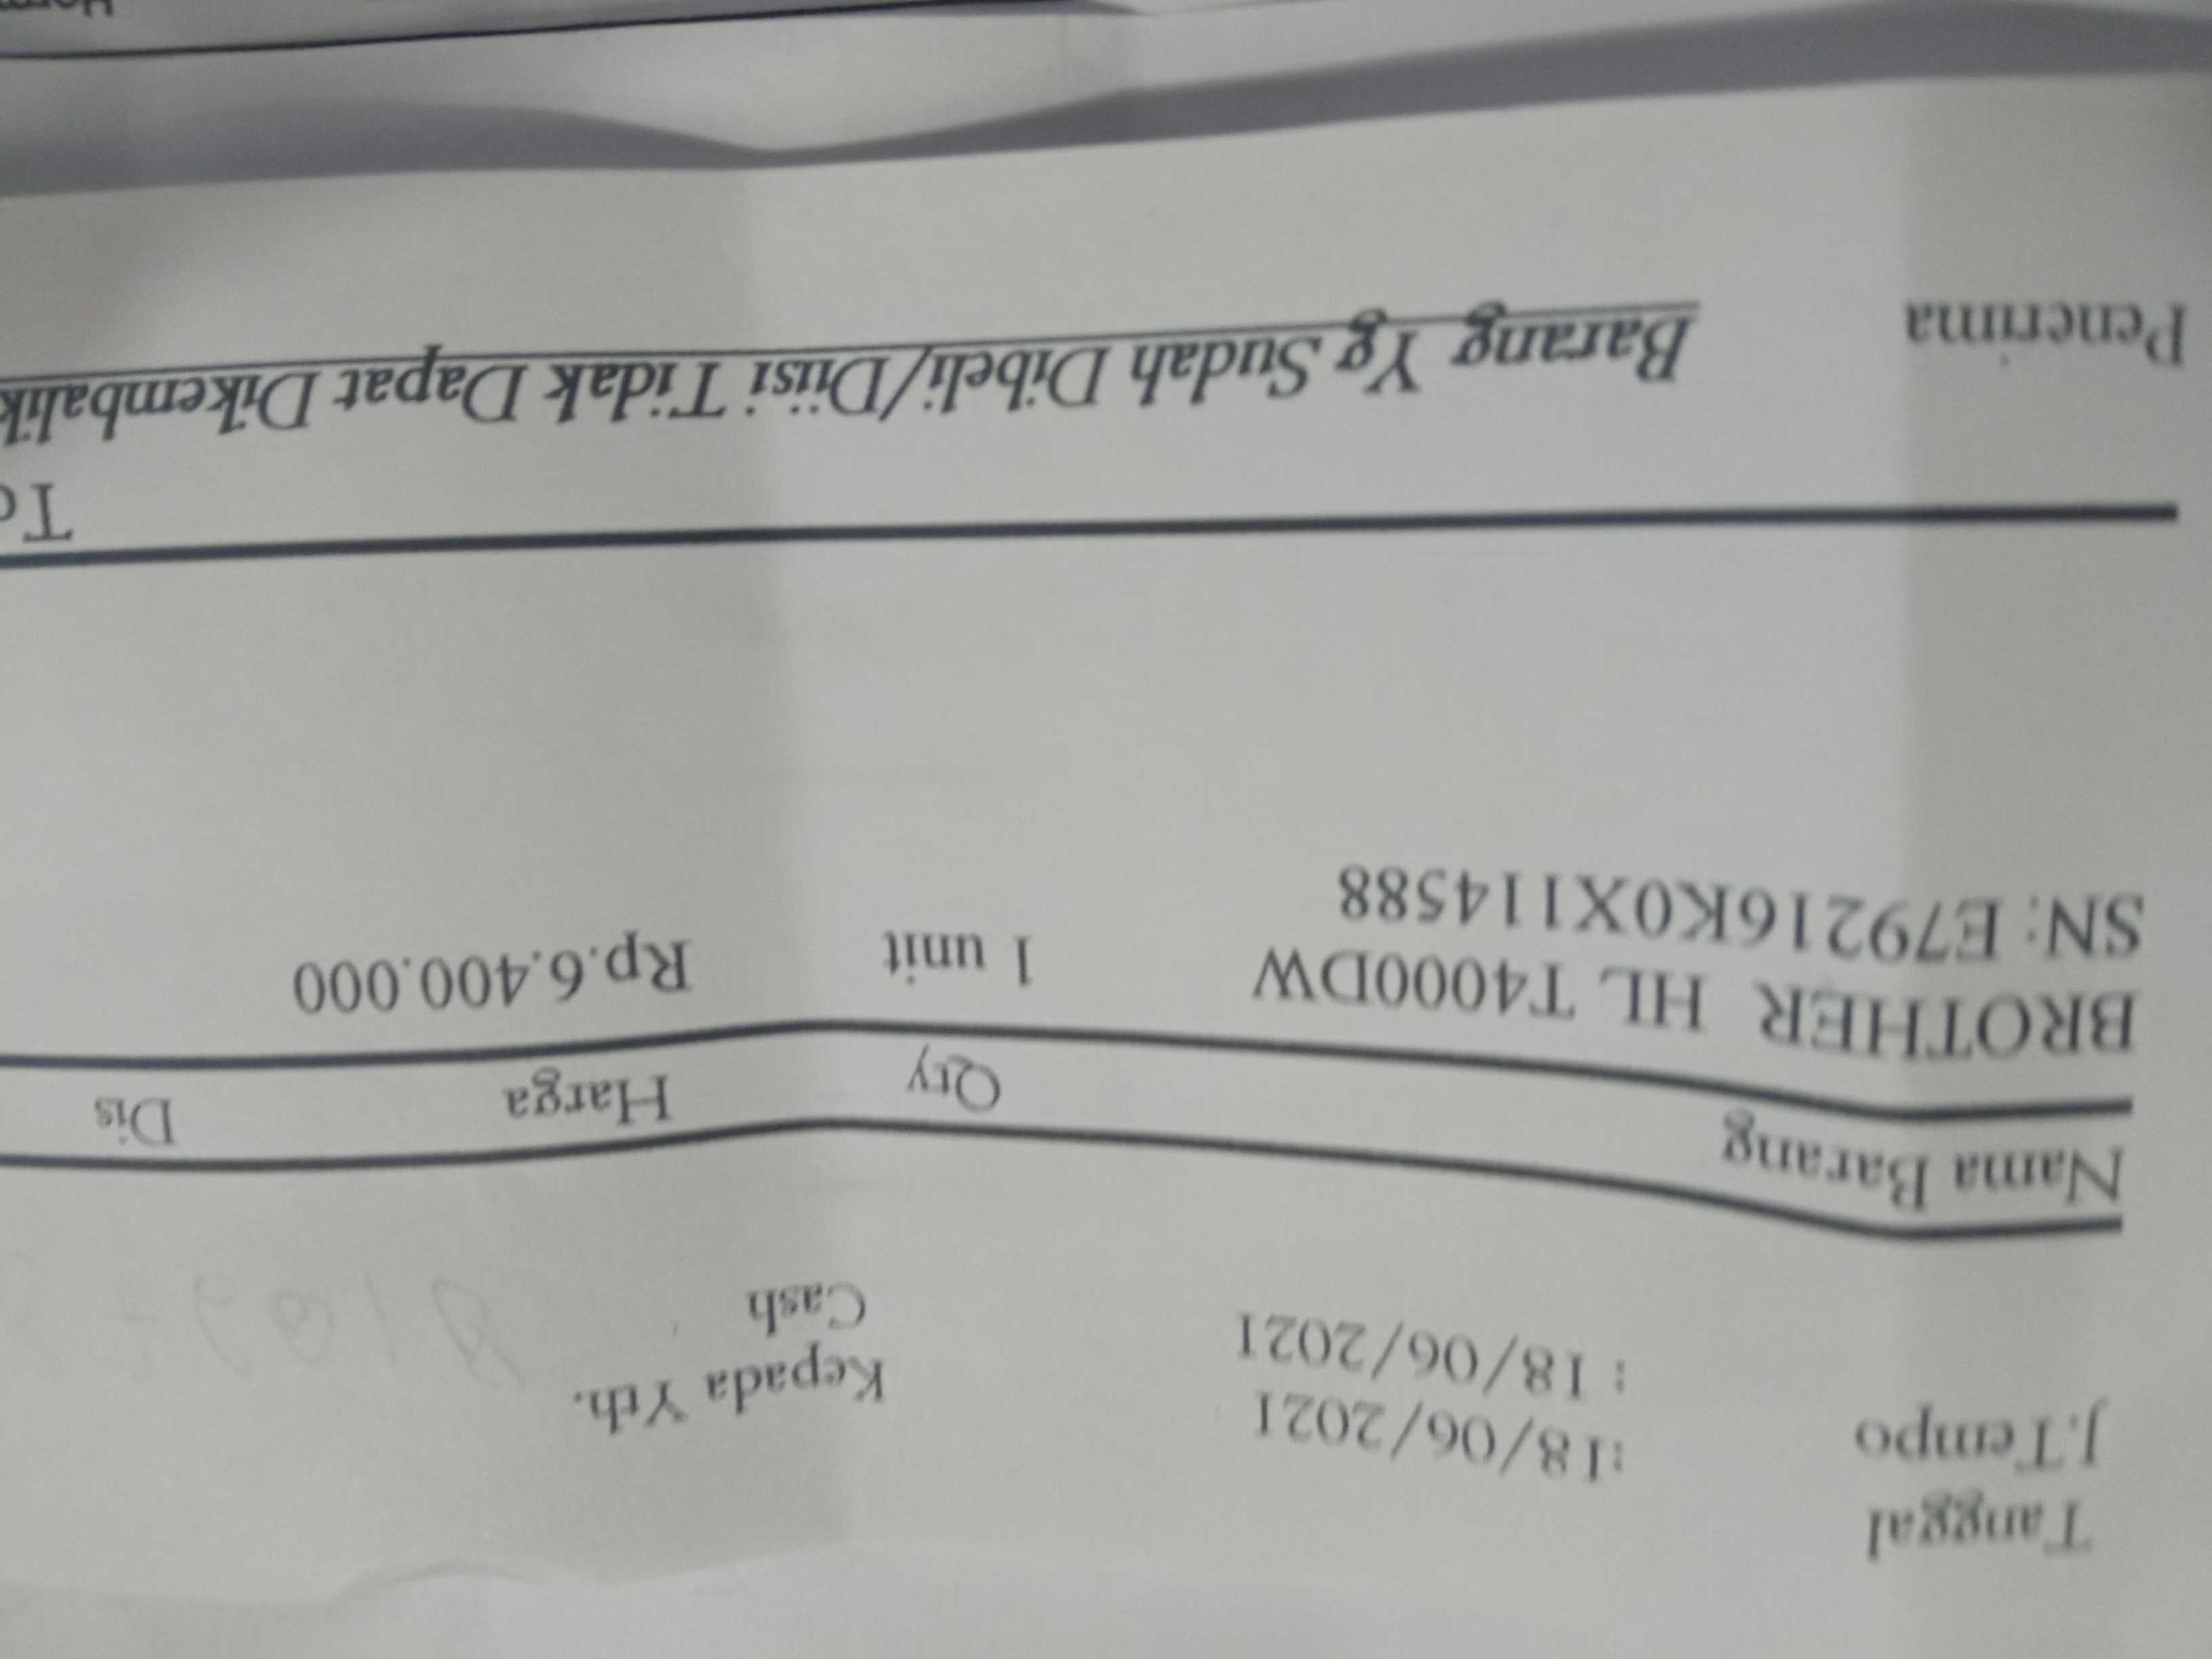 Tanggal :18/06/2021
J.Tempo : 18/06/2021 Kepada Yth.
Cash
Nama Barang Qty Harga Dis
BROTHER HL T4000DW 1 unit Rp.6.400.000
SN: E79216K0X114588
Penerima Barang Yg Sudah Dibeli/Diisi Tidak Dapat Dikembalik